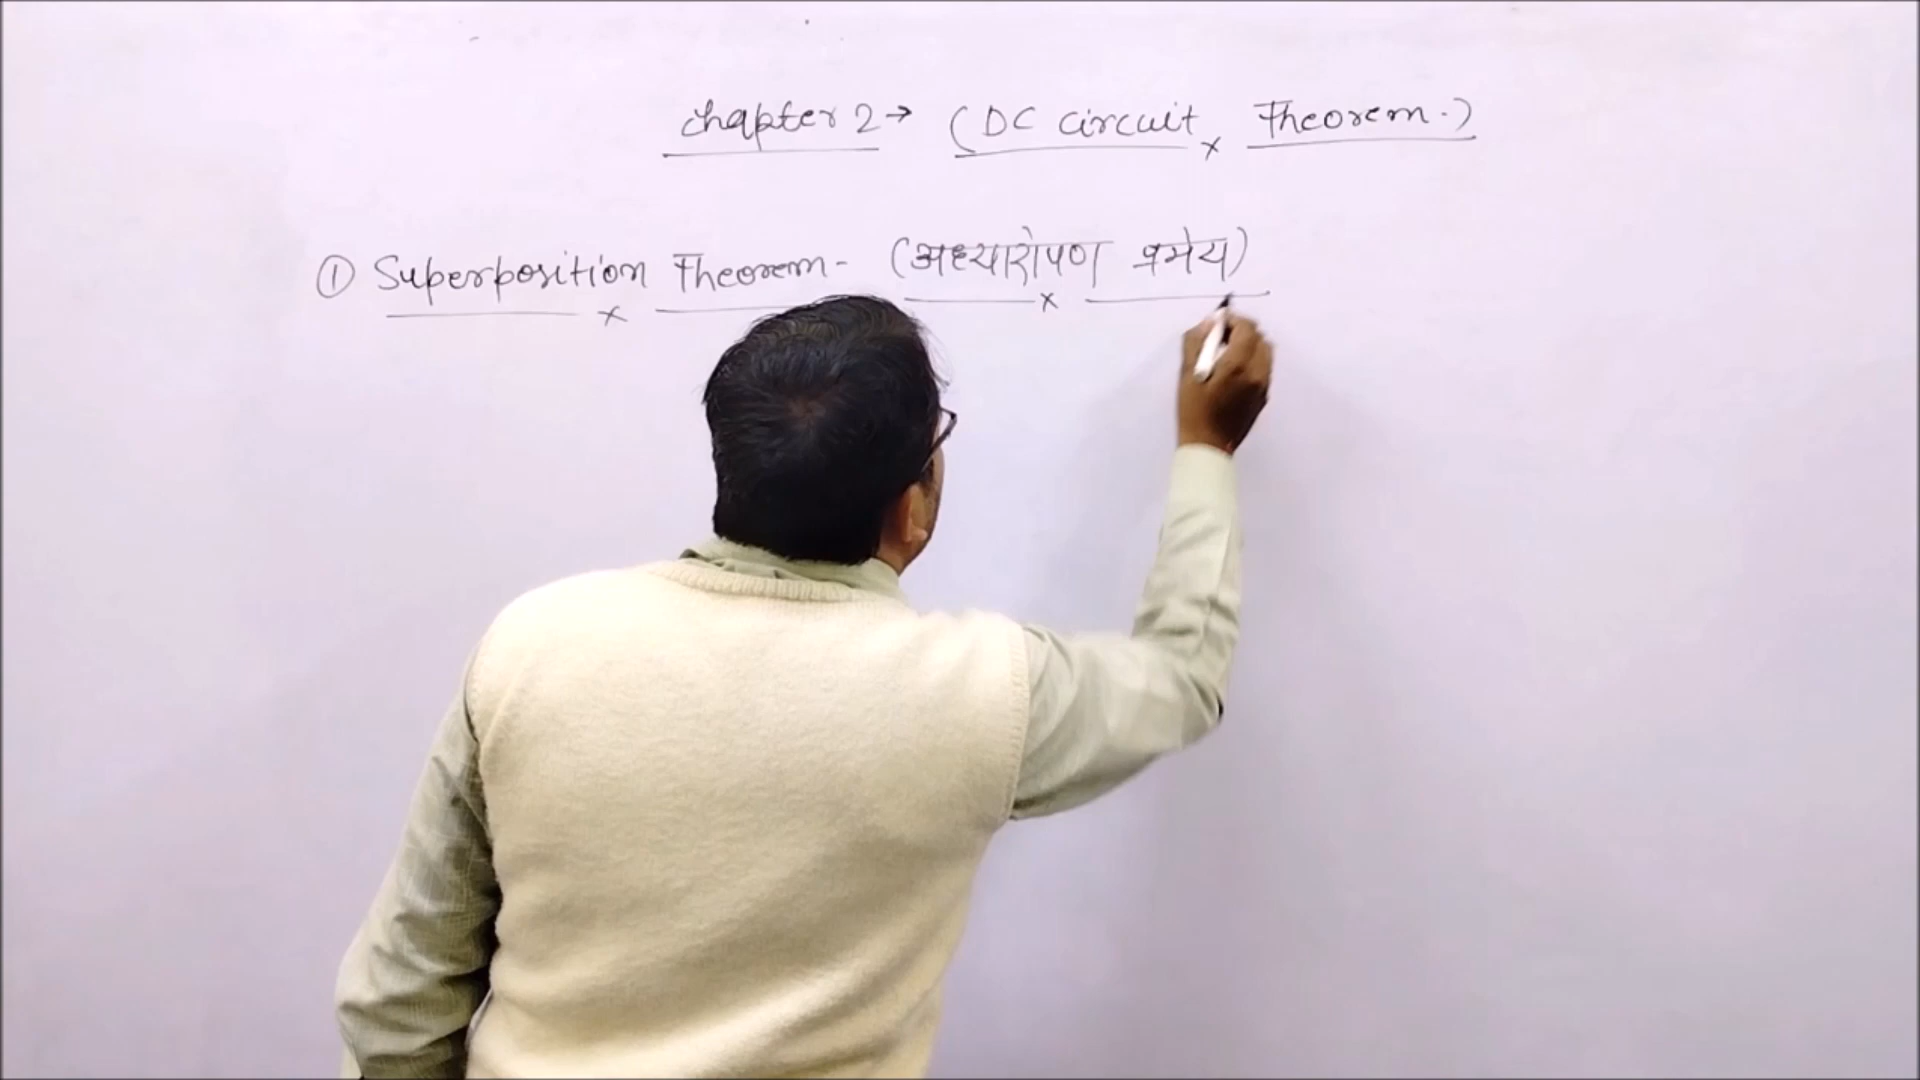 chapter 2 → (DC circuit Theorem.)
① Superposition Theorem- (अध्यारोपण प्रमेय)